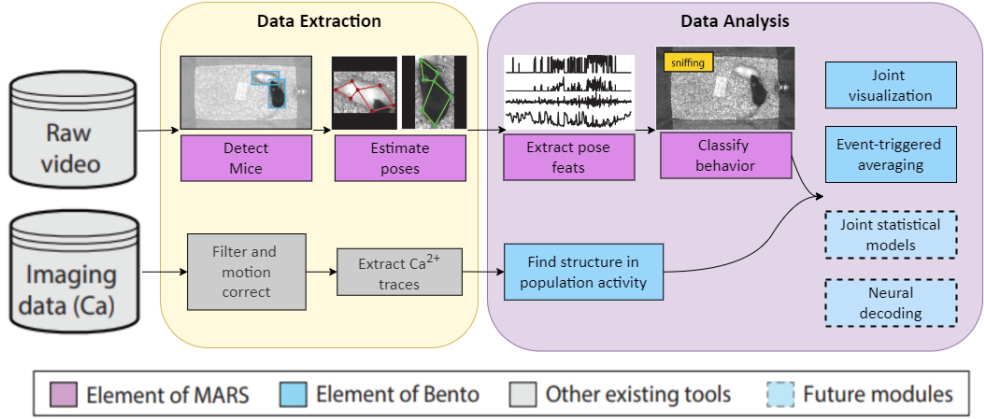 Data Extraction
Data Analysis
Raw
video
Detect
Mice
Estimate
poses
Extract pose
feats
sniffing
Classify
behavior
Joint
visualization
Event-triggered
averaging
Joint statistical
models
Neural
decoding
Imaging
data (Ca)
Filter and
motion
correct
Extract Ca²⁺
traces
Find structure in
population activity
Element of MARS
Element of Bento
Other existing tools
Future modules